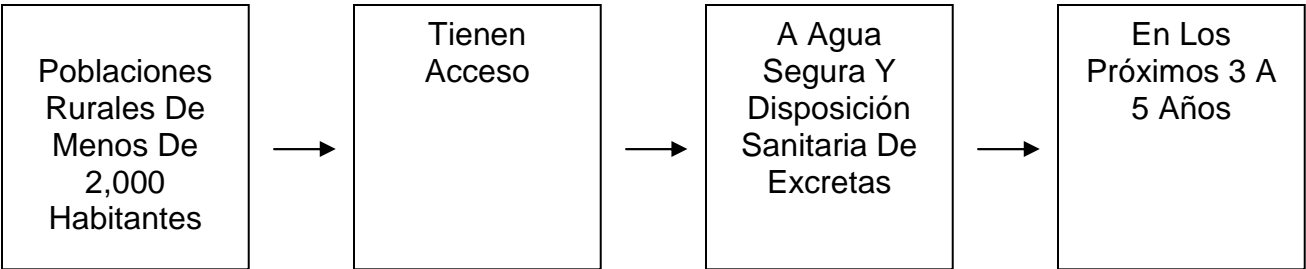 Poblaciones
Rurales De
Menos De
2,000
Habitantes
Tienen
Acceso
A Agua
Segura Y
Disposición
Sanitaria De
Excretas
En Los
Próximos 3 A
5 Años